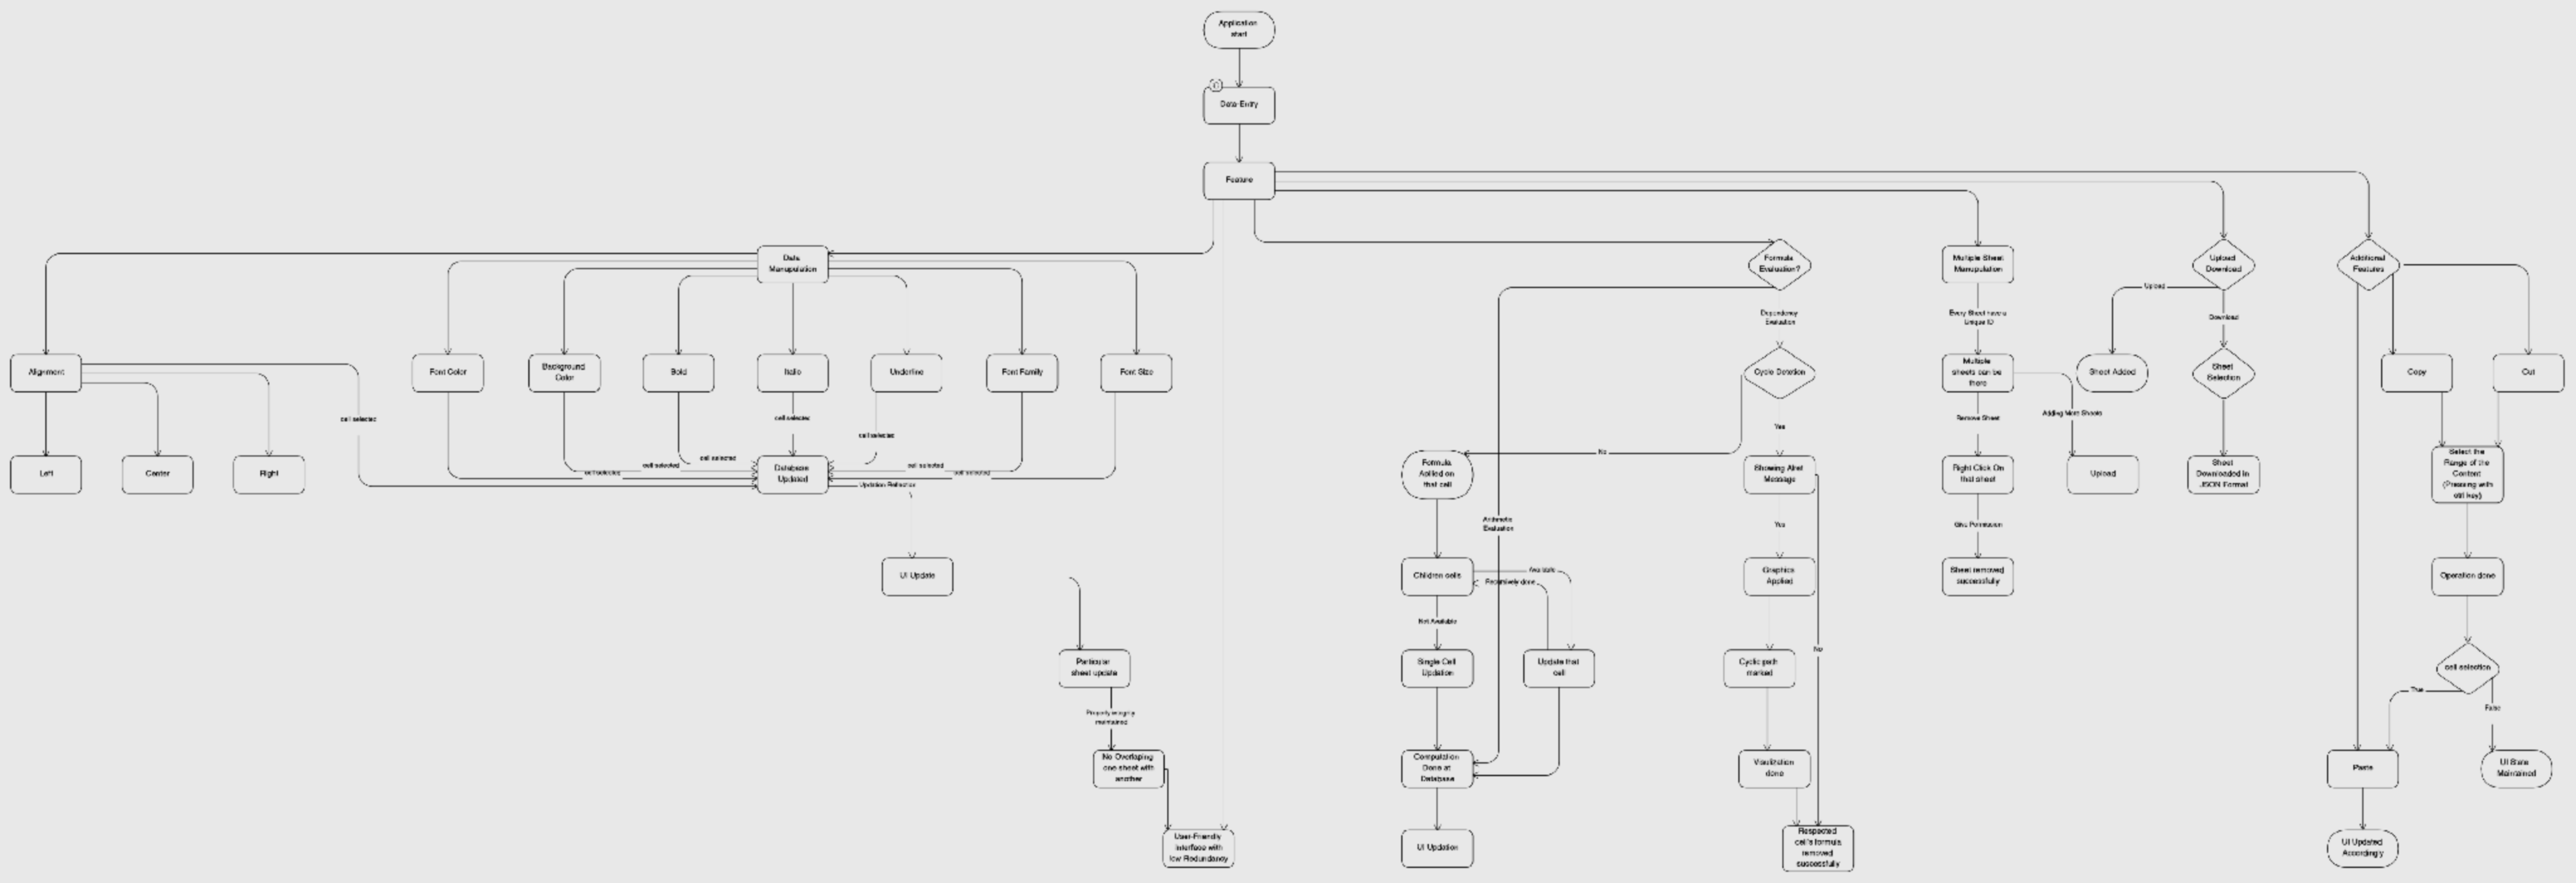 Application
start
Data-Entry
Feature
Data
Manupulation
Formula
Evaluation?
Multiple Sheet
Manupulation
Upload
Download
Additional
Features
Upload
Every Sheet have a
Unique ID
Dependency
Evaluation
Download
Alignment
Font Color
Background
Color
Bold
Italic
Underline
Font Family
Font Size
Cycle Detetion
Multiple
sheets can be
there
Sheet Added
Sheet
Selection
Copy
Cut
cell selected
cell selected
cell selected
Yes
Remove Sheet
Adding More Sheets
No
Left
Center
Right
cell selected
cell selected
cell selected
cell selected
cell selected
Database
Updated
Updation Refelctor
Formula
Apllied on
that cell
Showing Alret
Message
Right Click On
that sheet
Upload
Sheet
Downloaded in
JSON Format
Select the
Range of the
Content
(Pressing with
ctrl key)
Arithmetic
Evaluation
Yes
Give Permission
UI Update
Children cells
Available
Recursively done
Graphics
Applied
Sheet removed
successfully
Operation done
Not Available
No
Particular
sheet update
Single Cell
Updation
Update that
cell
Cyclic path
marked
cell selection
True
False
Property integrity
maintained
No Overlaping
one sheet with
another
Computation
Done at
Database
Visulization
done
Paste
UI State
Maintained
User-Friendly
Interface with
low Redundancy
UI Updation
Respected
cell's formula
removed
successfully
UI Updated
Accordingly